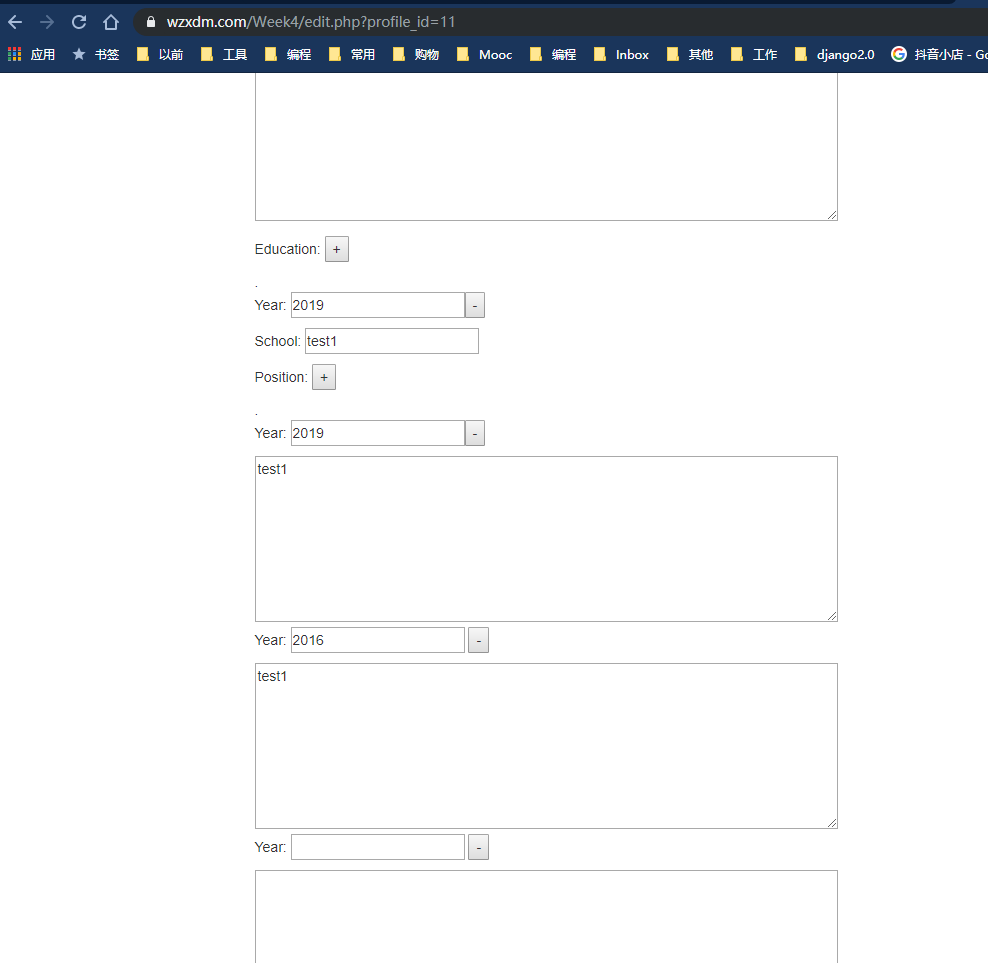 wzxdm.com/Week4/edit.php?profile_id=11
应用 书签 以前 工具 编程 常用 购物 Mooc 编程 Inbox 其他 工作 django2.0 抖音小店 - Go
Education: +
.
Year: 2019 -
School: test1
Position: +
.
Year: 2019 -
test1
Year: 2016 -
test1
Year: -